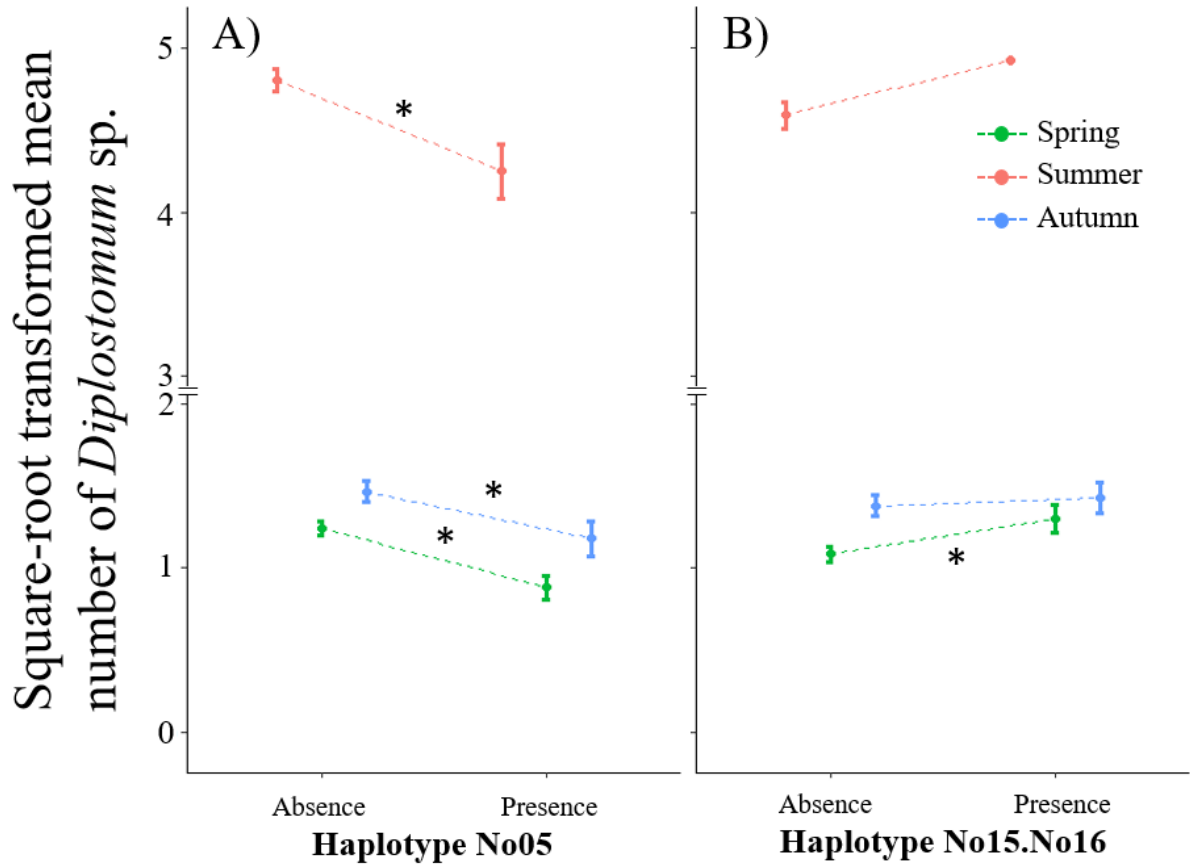 Square-root transformed mean
number of Diplostomum sp.
A)
B)
5
4
3
2
1
0
*
*
*
*
Spring
Summer
Autumn
Absence Presence
Haplotype No05
Absence Presence
Haplotype No15.No16